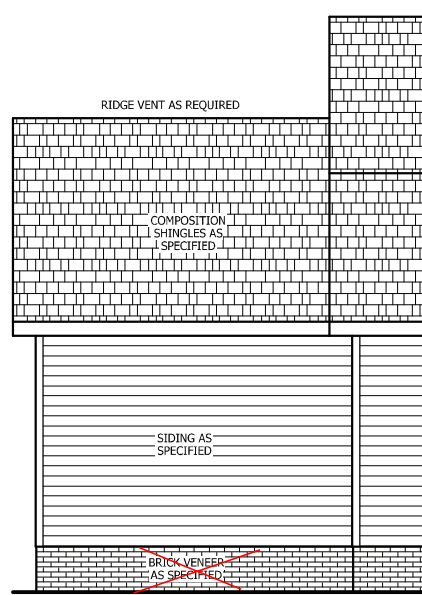 RIDGE VENT AS REQUIRED
COMPOSITION
SHINGLES AS
SPECIFIED
SIDING AS
SPECIFIED
BRICK VENEER
AS SPECIFIED